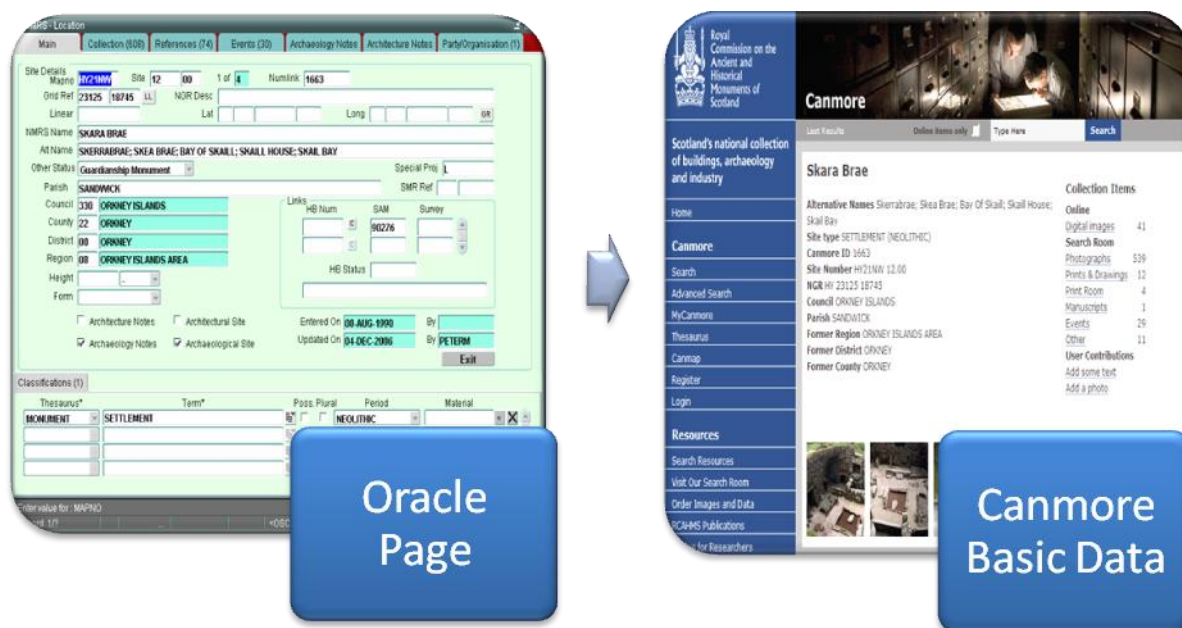 NMRS - Location
Main Collection (608) References (74) Events (30) Archaeology Notes Architecture Notes Party/Organisation (1)
Site Details
Mapno HY21NW Site 12 00 1 of 4 Numlink 1663
Grid Ref 23125 18745 LL NGR Desc
Linear Lat Long GR
NMRS Name SKARA BRAE
Alt Name SKERRABRAE; SKEA BRAE; BAY OF SKAILL; SKAILL HOUSE; SKAIL BAY
Other Status Guardianship Monument Special Proj L
Parish SANDWICK SMR Ref
Council 330 ORKNEY ISLANDS
County 22 ORKNEY
District 00 ORKNEY
Region 08 ORKNEY ISLANDS AREA
Height
Form
Links
HB Num SAM Survey
90276
HB Status
Architecture Notes Architectural Site Entered On 08-AUG-1990 By
Archaeology Notes Archaeological Site Updated On 04-DEC-2006 By PETERM
Exit
Classifications (1)
Thesaurus* Term* Poss. Plural Period Material
MONUMENT SETTLEMENT NEOLITHIC X
Enter value for : MAPNO
Oracle
Page
Royal
Commission on the
Ancient and
Historical
Monuments of
Scotland
Scotland's national collection
of buildings, archaeology
and industry
Home
Canmore
Search
Advanced Search
MyCanmore
Thesaurus
Canmap
Register
Login
Resources
Search Resources
Visit Our Search Room
Order Images and Data
RCAHMS Publications
for Researchers
Canmore
Last Results Online items only Type Here Search
Skara Brae
Alternative Names Skerrabrae; Skea Brae; Bay Of Skaill; Skaill House;
Skail Bay
Site type SETTLEMENT (NEOLITHIC)
Canmore ID 1663
Site Number HY21NW 12.00
NGR HY 23125 18745
Council ORKNEY ISLANDS
Parish SANDWICK
Former Region ORKNEY ISLANDS AREA
Former District ORKNEY
Former County ORKNEY
Collection Items
Online
Digital images 41
Search Room
Photographs 539
Prints & Drawings 12
Print Room 4
Manuscripts 1
Events 29
Other 11
User Contributions
Add some text
Add a photo
Canmore
Basic Data